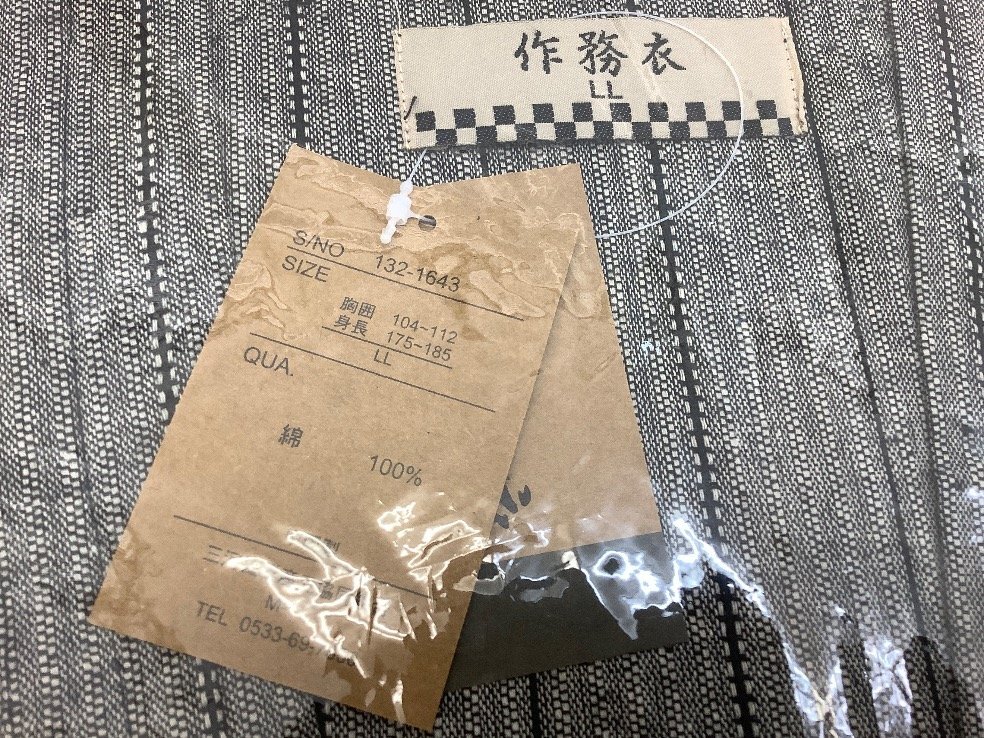 作務衣
LL
S/NO 132-1643
SIZE
胸囲 104~112
身長 175~185
LL
QUA.
綿
100%
TEL 0533-69-